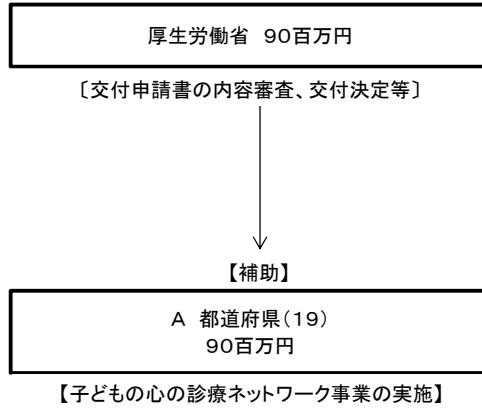 厚生労働省 90百万円
〔交付申請書の内容審査、交付決定等〕
【補助】
A 都道府県(19)
90百万円
【子どもの心の診療ネットワーク事業の実施】